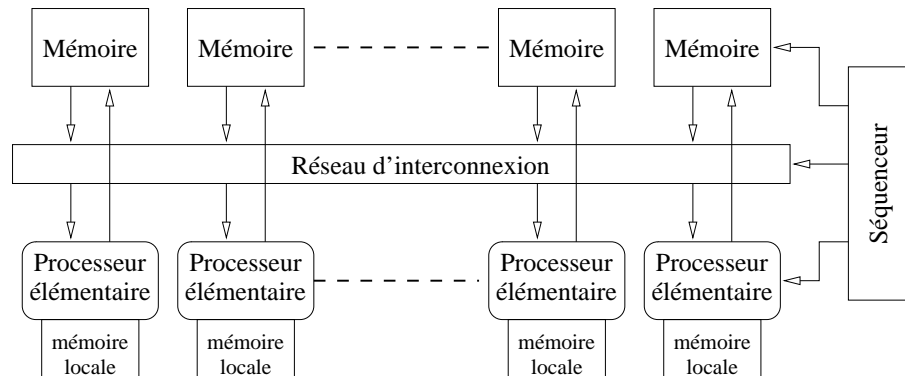 Mémoire
Mémoire
Mémoire
Mémoire
Séquenceur
Réseau d'interconnexion
Processeur
élémentaire
Processeur
élémentaire
Processeur
élémentaire
Processeur
élémentaire
mémoire
locale
mémoire
locale
mémoire
locale
mémoire
locale